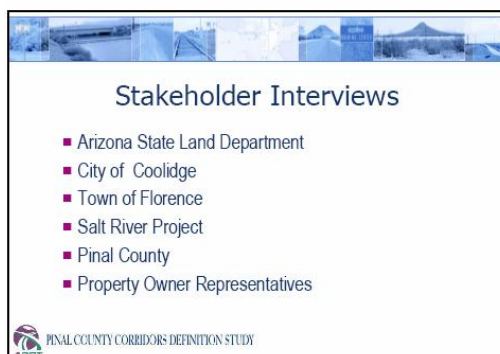 Stakeholder Interviews
Arizona State Land Department
City of Coolidge
Town of Florence
Salt River Project
Pinal County
Property Owner Representatives
PINAL COUNTY CORRIDORS DEFINITION STUDY